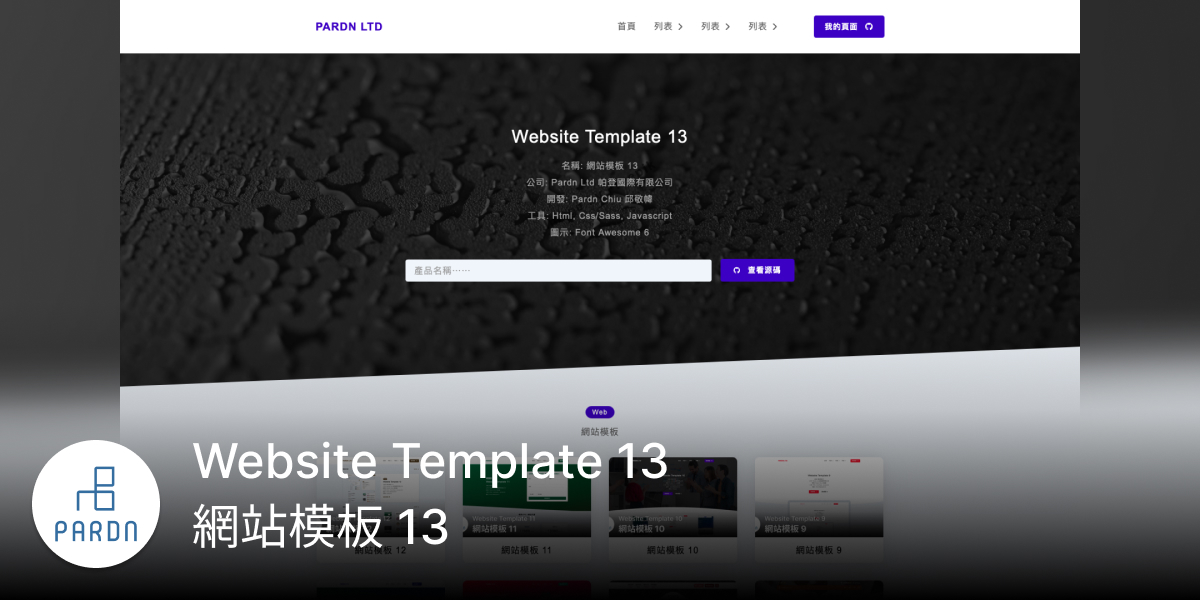 PARDN LTD
首頁 列表 列表 列表 我的頁面
Website Template 13
名稱: 網站模板 13
公司: Pardn Ltd 帕登國際有限公司
開發: Pardn Chiu 邱敬幃
工具: Html, Css/Sass, Javascript
圖示: Font Awesome 6
產品名稱⋯⋯ 查看源碼
Web
網站模板
Website Template 13
網站模板 13
PARDN
Website Template 11
網站模板 11
Website Template 10
網站模板 10
Website Template 9
網站模板 9
網站模板 12
網站模板 11
網站模板 10
網站模板 9